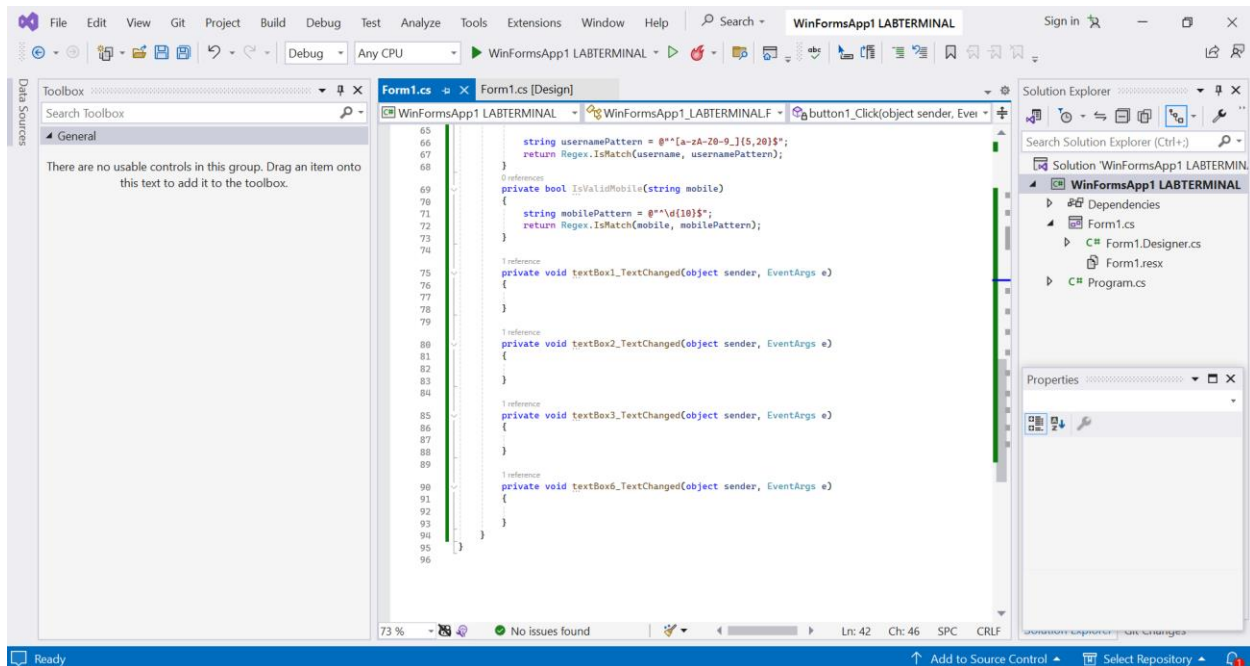 File Edit View Git Project Build Debug Test Analyze Tools Extensions Window Help Search WinFormsApp1 LABTERMINAL Sign in
Debug Any CPU WinFormsApp1 LABTERMINAL
Data Sources
Toolbox
Search Toolbox
General
There are no usable controls in this group. Drag an item onto
this text to add it to the toolbox.
Form1.cs Form1.cs [Design]
WinFormsApp1 LABTERMINAL WinFormsApp1_LABTERMINAL.F button1_Click(object sender, Ever
65
66 string usernamePattern = @"^[a-zA-Z0-9_]{5,20}$";
67 return Regex.IsMatch(username, usernamePattern);
68 }
0 references
69 private bool IsValidMobile(string mobile)
70 {
71 string mobilePattern = @"^\d{10}$";
72 return Regex.IsMatch(mobile, mobilePattern);
73 }
74
1 reference
75 private void textBox1_TextChanged(object sender, EventArgs e)
76 {
77
78 }
79
1 reference
80 private void textBox2_TextChanged(object sender, EventArgs e)
81 {
82
83 }
84
1 reference
85 private void textBox3_TextChanged(object sender, EventArgs e)
86 {
87
88 }
89
1 reference
90 private void textBox6_TextChanged(object sender, EventArgs e)
91 {
92
93 }
94 }
95 }
96
73 % No issues found Ln: 42 Ch: 46 SPC CRLF
Solution Explorer
Search Solution Explorer (Ctrl+;)
Solution 'WinFormsApp1 LABTERMIN
WinFormsApp1 LABTERMINAL
Dependencies
Form1.cs
C# Form1.Designer.cs
Form1.resx
C# Program.cs
Properties
Solution Explorer Git Changes
Ready Add to Source Control Select Repository